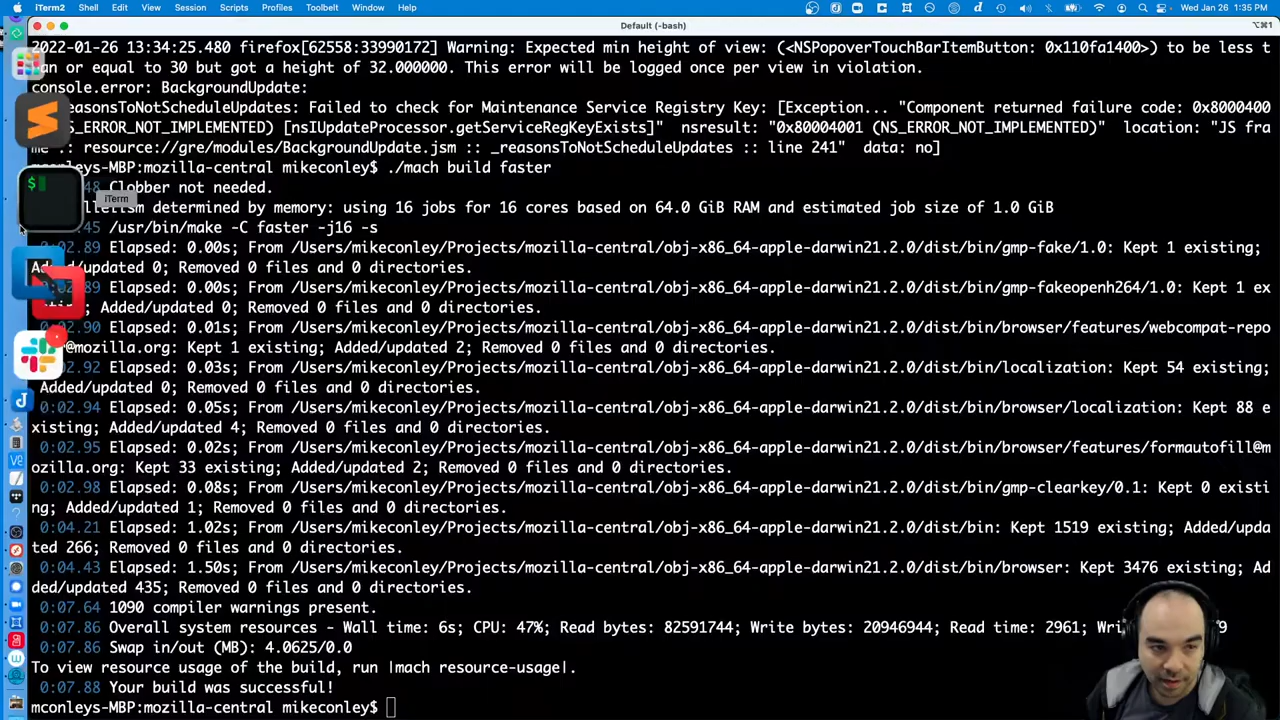 iTerm2 Shell Edit View Session Scripts Profiles Toolbelt Window Help Wed Jan 26 1:35 PM
Default (-bash) ⌥⌘1
2022-01-26 13:34:25.480 firefox[62558:33990172] Warning: Expected min height of view: (<NSPopoverTouchBarItemButton: 0x110fa1400>) to be less t
an or equal to 30 but got a height of 32.000000. This error will be logged once per view in violation.
console.error: BackgroundUpdate:
reasonsToNotScheduleUpdates: Failed to check for Maintenance Service Registry Key: [Exception... "Component returned failure code: 0x8000400
S_ERROR_NOT_IMPLEMENTED) [nsIUpdateProcessor.getServiceRegKeyExists]" nsresult: "0x80004001 (NS_ERROR_NOT_IMPLEMENTED)" location: "JS fra
:: resource://gre/modules/BackgroundUpdate.jsm :: _reasonsToNotScheduleUpdates :: line 241" data: no]
mconleys-MBP:mozilla-central mikeconley$ ./mach build faster
48 Clobber not needed.
$
iTerm
elism determined by memory: using 16 jobs for 16 cores based on 64.0 GiB RAM and estimated job size of 1.0 GiB
45 /usr/bin/make -C faster -j16 -s
0:02.89 Elapsed: 0.00s; From /Users/mikeconley/Projects/mozilla-central/obj-x86_64-apple-darwin21.2.0/dist/bin/gmp-fake/1.0: Kept 1 existing;
Added/updated 0; Removed 0 files and 0 directories.
0:02.89 Elapsed: 0.00s; From /Users/mikeconley/Projects/mozilla-central/obj-x86_64-apple-darwin21.2.0/dist/bin/gmp-fakeopenh264/1.0: Kept 1 ex
; Added/updated 0; Removed 0 files and 0 directories.
0:02.90 Elapsed: 0.01s; From /Users/mikeconley/Projects/mozilla-central/obj-x86_64-apple-darwin21.2.0/dist/bin/browser/features/webcompat-repo
@mozilla.org: Kept 1 existing; Added/updated 2; Removed 0 files and 0 directories.
.92 Elapsed: 0.03s; From /Users/mikeconley/Projects/mozilla-central/obj-x86_64-apple-darwin21.2.0/dist/bin/localization: Kept 54 existing;
Added/updated 0; Removed 0 files and 0 directories.
0:02.94 Elapsed: 0.05s; From /Users/mikeconley/Projects/mozilla-central/obj-x86_64-apple-darwin21.2.0/dist/bin/browser/localization: Kept 88 e
xisting; Added/updated 4; Removed 0 files and 0 directories.
0:02.95 Elapsed: 0.02s; From /Users/mikeconley/Projects/mozilla-central/obj-x86_64-apple-darwin21.2.0/dist/bin/browser/features/formautofill@m
ozilla.org: Kept 33 existing; Added/updated 2; Removed 0 files and 0 directories.
0:02.98 Elapsed: 0.08s; From /Users/mikeconley/Projects/mozilla-central/obj-x86_64-apple-darwin21.2.0/dist/bin/gmp-clearkey/0.1: Kept 0 existi
ng; Added/updated 1; Removed 0 files and 0 directories.
0:04.21 Elapsed: 1.02s; From /Users/mikeconley/Projects/mozilla-central/obj-x86_64-apple-darwin21.2.0/dist/bin: Kept 1519 existing; Added/upda
ted 266; Removed 0 files and 0 directories.
0:04.43 Elapsed: 1.50s; From /Users/mikeconley/Projects/mozilla-central/obj-x86_64-apple-darwin21.2.0/dist/bin/browser: Kept 3476 existing; Ad
ded/updated 435; Removed 0 files and 0 directories.
0:07.64 1090 compiler warnings present.
0:07.86 Overall system resources - Wall time: 6s; CPU: 47%; Read bytes: 82591744; Write bytes: 20946944; Read time: 2961; Wri 9
0:07.86 Swap in/out (MB): 4.0625/0.0
To view resource usage of the build, run |mach resource-usage|.
0:07.88 Your build was successful!
mconleys-MBP:mozilla-central mikeconley$